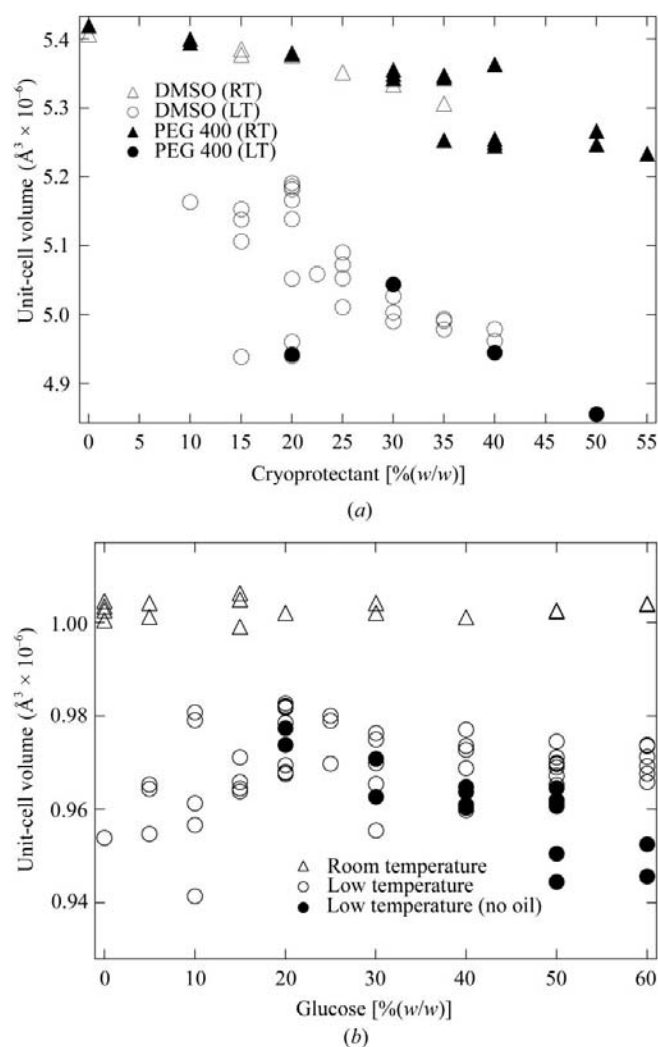 5.4
5.3
5.2
5.1
5.0
4.9
Unit-cell volume (Å³ × 10⁻⁶)
DMSO (RT)
DMSO (LT)
PEG 400 (RT)
PEG 400 (LT)
0 5 10 15 20 25 30 35 40 45 50 55
Cryoprotectant [%(w/w)]
(a)
1.00
0.98
0.96
0.94
Unit-cell volume (Å³ × 10⁻⁶)
Room temperature
Low temperature
Low temperature (no oil)
0 10 20 30 40 50 60
Glucose [%(w/w)]
(b)